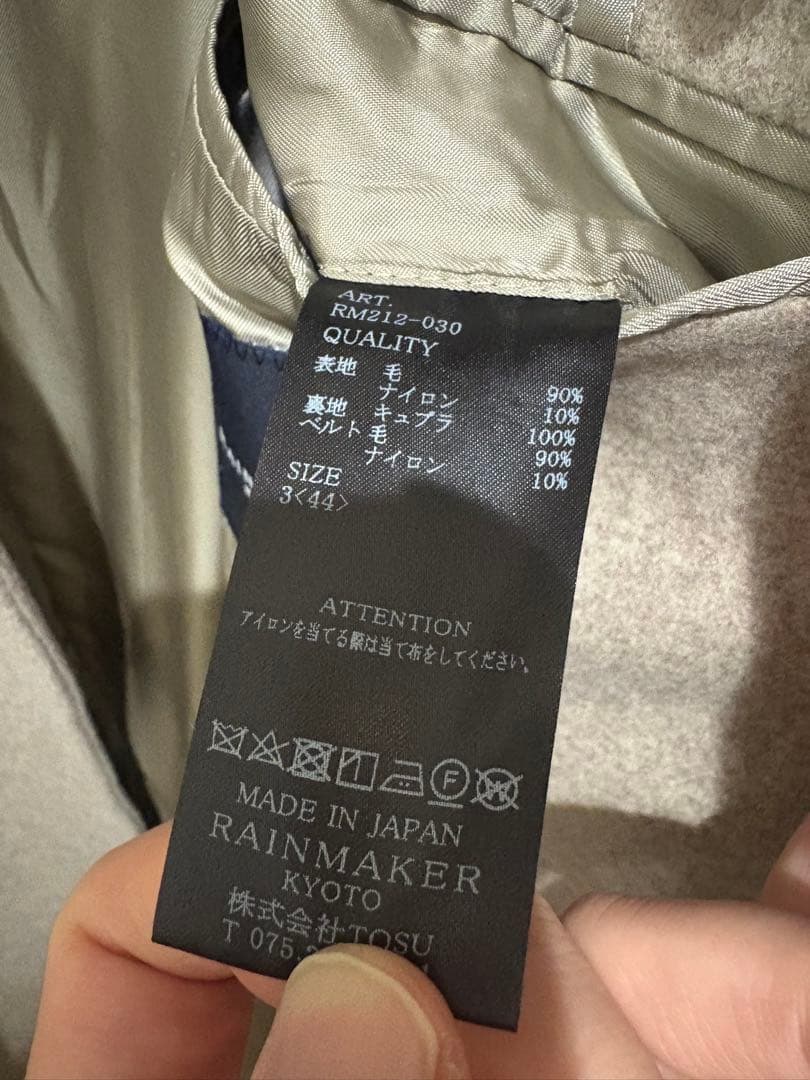 ART.
RM212-030
QUALITY
表地 毛 90%
ナイロン 10%
裏地 キュプラ 100%
ベルト毛 90%
ナイロン 10%
SIZE
3<44>
ATTENTION
アイロンを当てる際は当て布をしてください。
F
W
MADE IN JAPAN
RAINMAKER
KYOTO
株式会社TOSU
T 075.